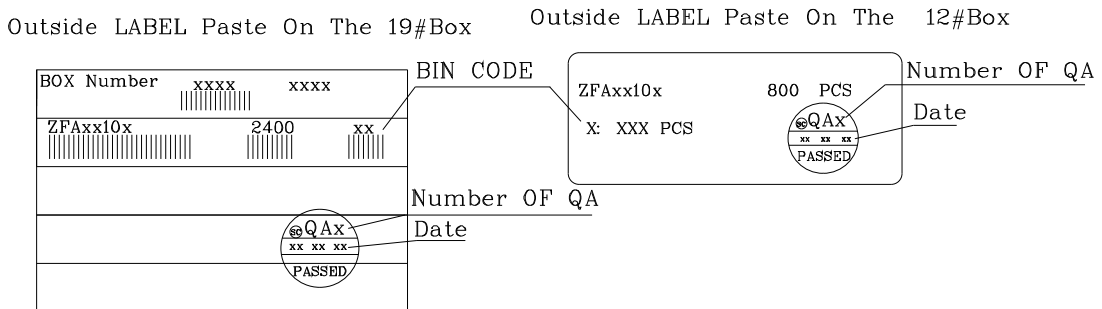 Outside LABEL Paste On The 19#Box
BOX Number xxxx xxxx
ZFAxx10x 2400 xx
BIN CODE
Number OF QA
Date
SC QAx
xx xx xx
PASSED
Outside LABEL Paste On The 12#Box
ZFAxx10x 800 PCS
X: XXX PCS
SC QAx
xx xx xx
PASSED
Number OF QA
Date